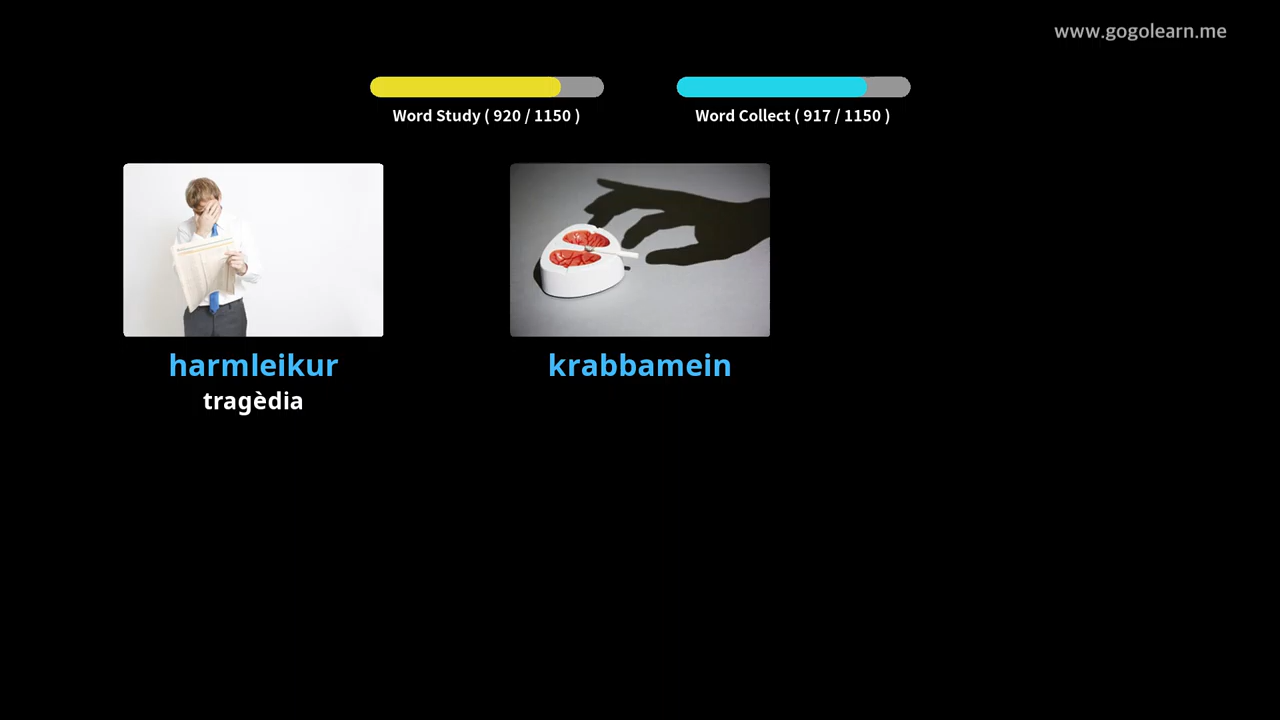 www.gogolearn.me
Word Study ( 920 / 1150 )
Word Collect ( 917 / 1150 )
harmleikur
krabbamein
tragèdia